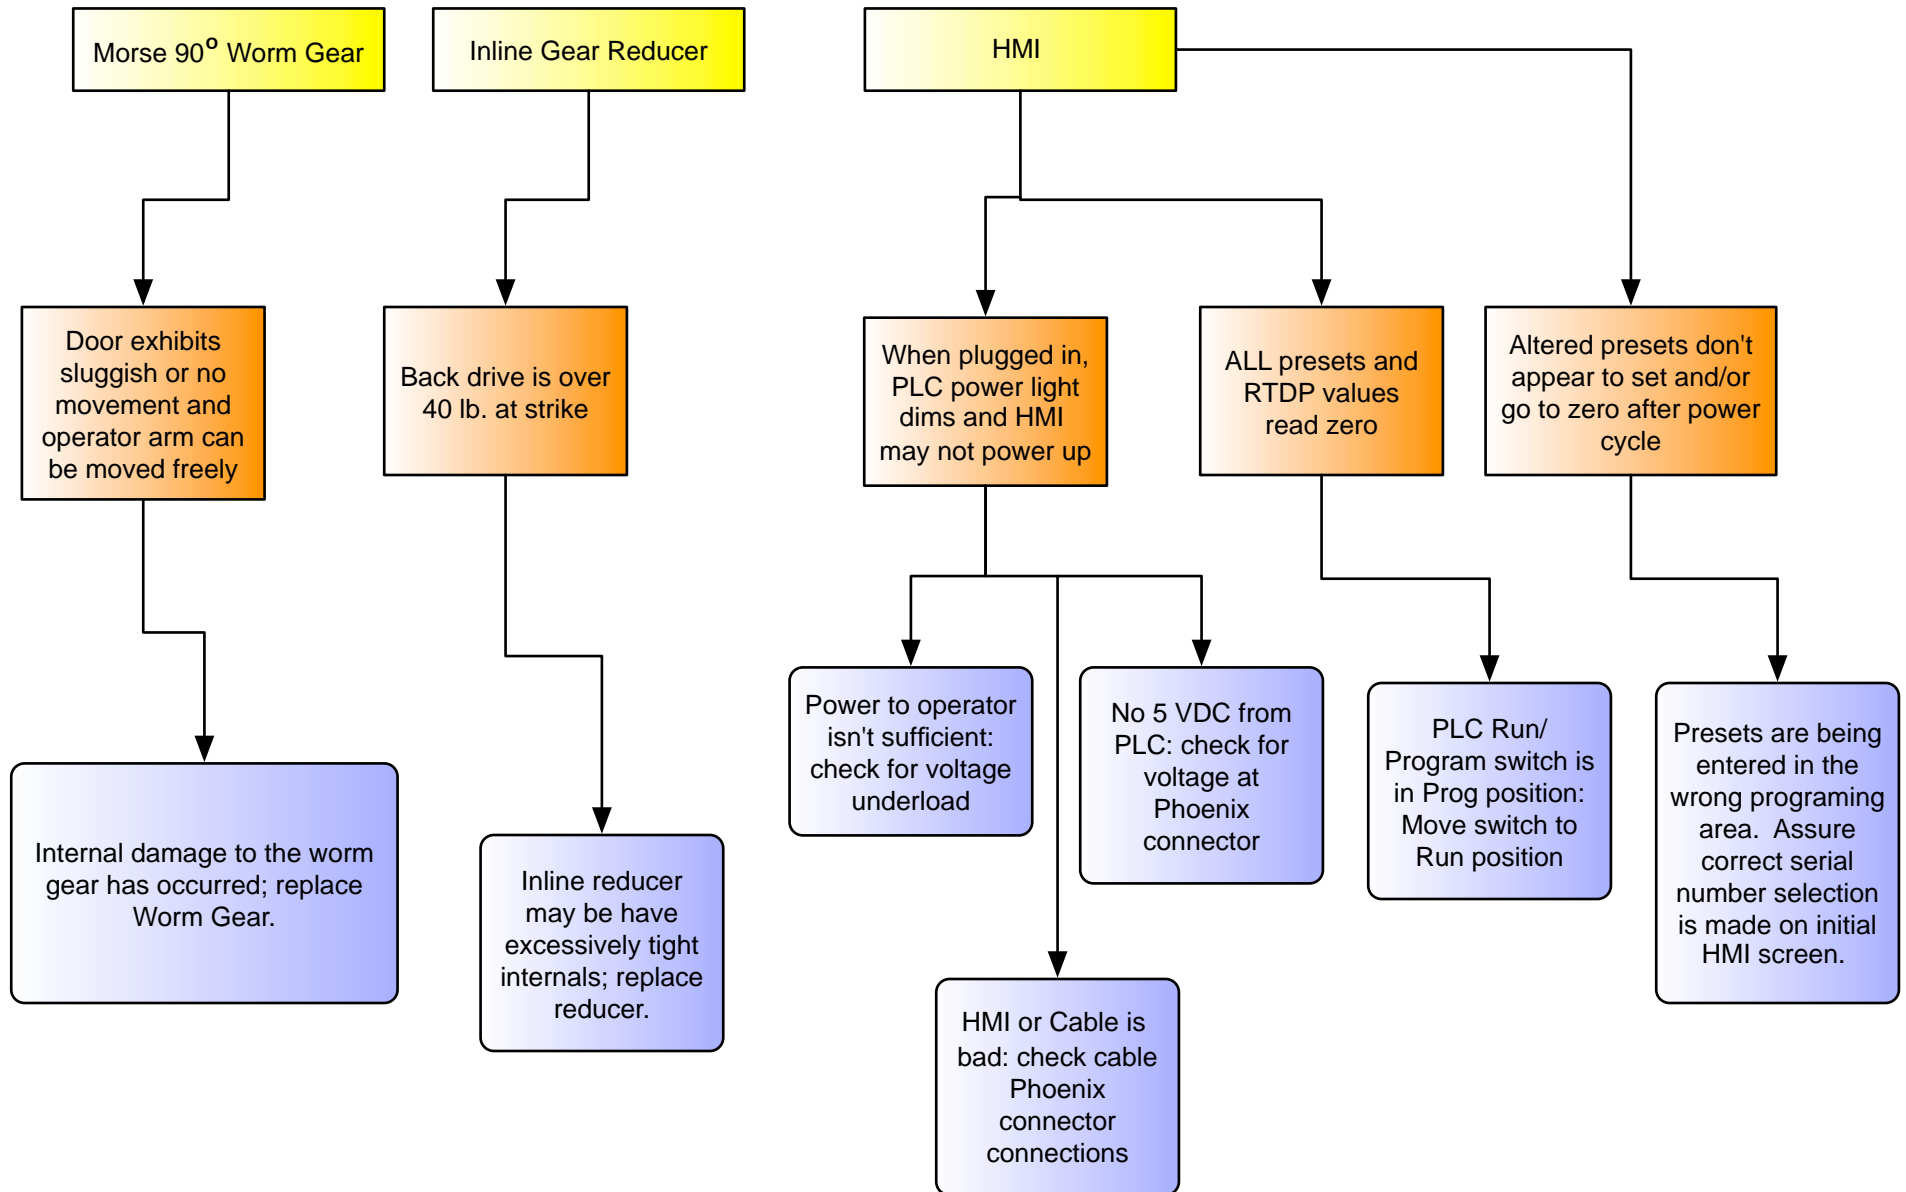 Morse 90° Worm Gear
Inline Gear Reducer
HMI
Door exhibits
sluggish or no
movement and
operator arm can
be moved freely
Back drive is over
40 lb. at strike
When plugged in,
PLC power light
dims and HMI
may not power up
ALL presets and
RTDP values
read zero
Altered presets don't
appear to set and/or
go to zero after power
cycle
Internal damage to the worm
gear has occurred; replace
Worm Gear.
Inline reducer
may be have
excessively tight
internals; replace
reducer.
Power to operator
isn't sufficient:
check for voltage
underload
HMI or Cable is
bad: check cable
Phoenix
connector
connections
No 5 VDC from
PLC: check for
voltage at
Phoenix
connector
PLC Run/
Program switch is
in Prog position:
Move switch to
Run position
Presets are being
entered in the
wrong programing
area.  Assure
correct serial
number selection
is made on initial
HMI screen.